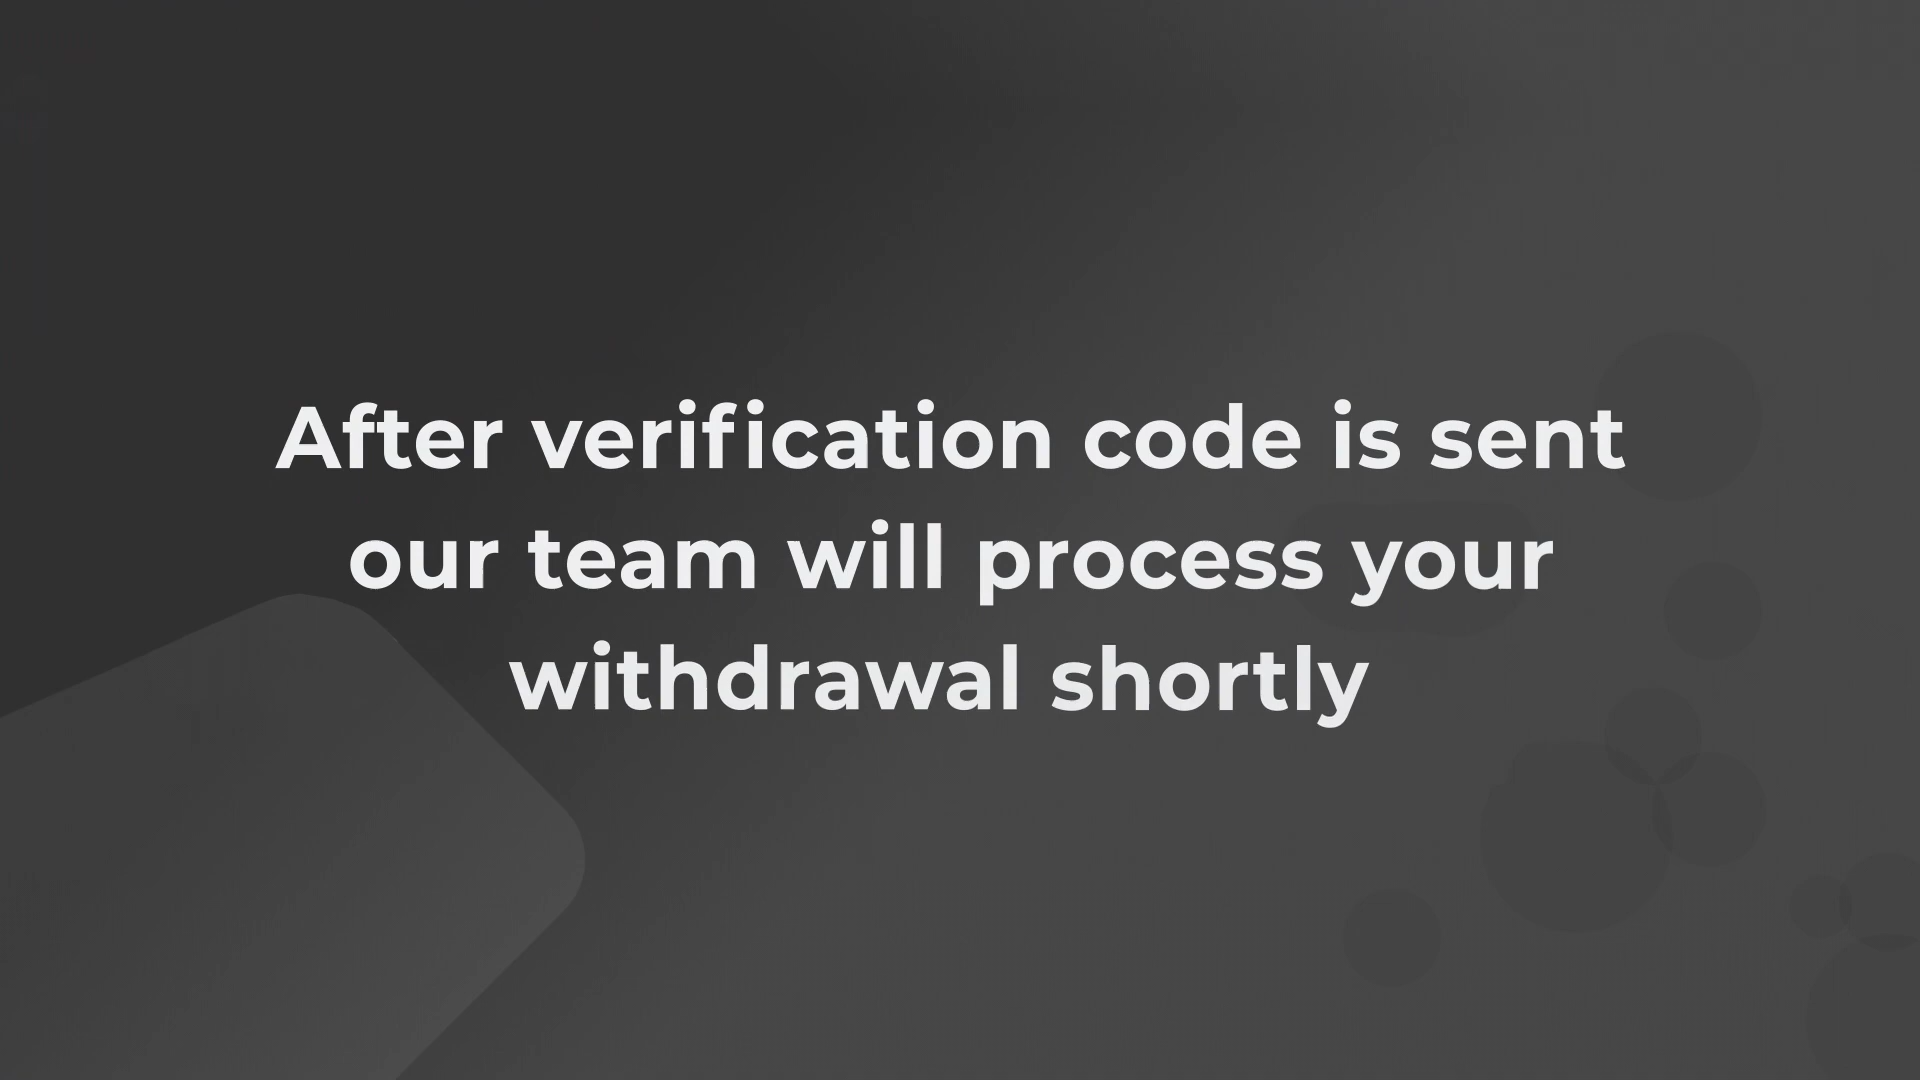 After verification code is sent
our team will process your
withdrawal shortly